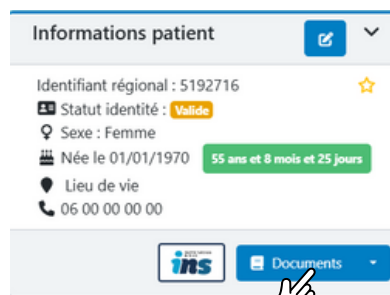 Informations patient
Identifiant régional : 5192716
Statut identité : Valide
Sexe : Femme
Née le 01/01/1970 55 ans et 8 mois et 25 jours
Lieu de vie
06 00 00 00 00
ins Documents